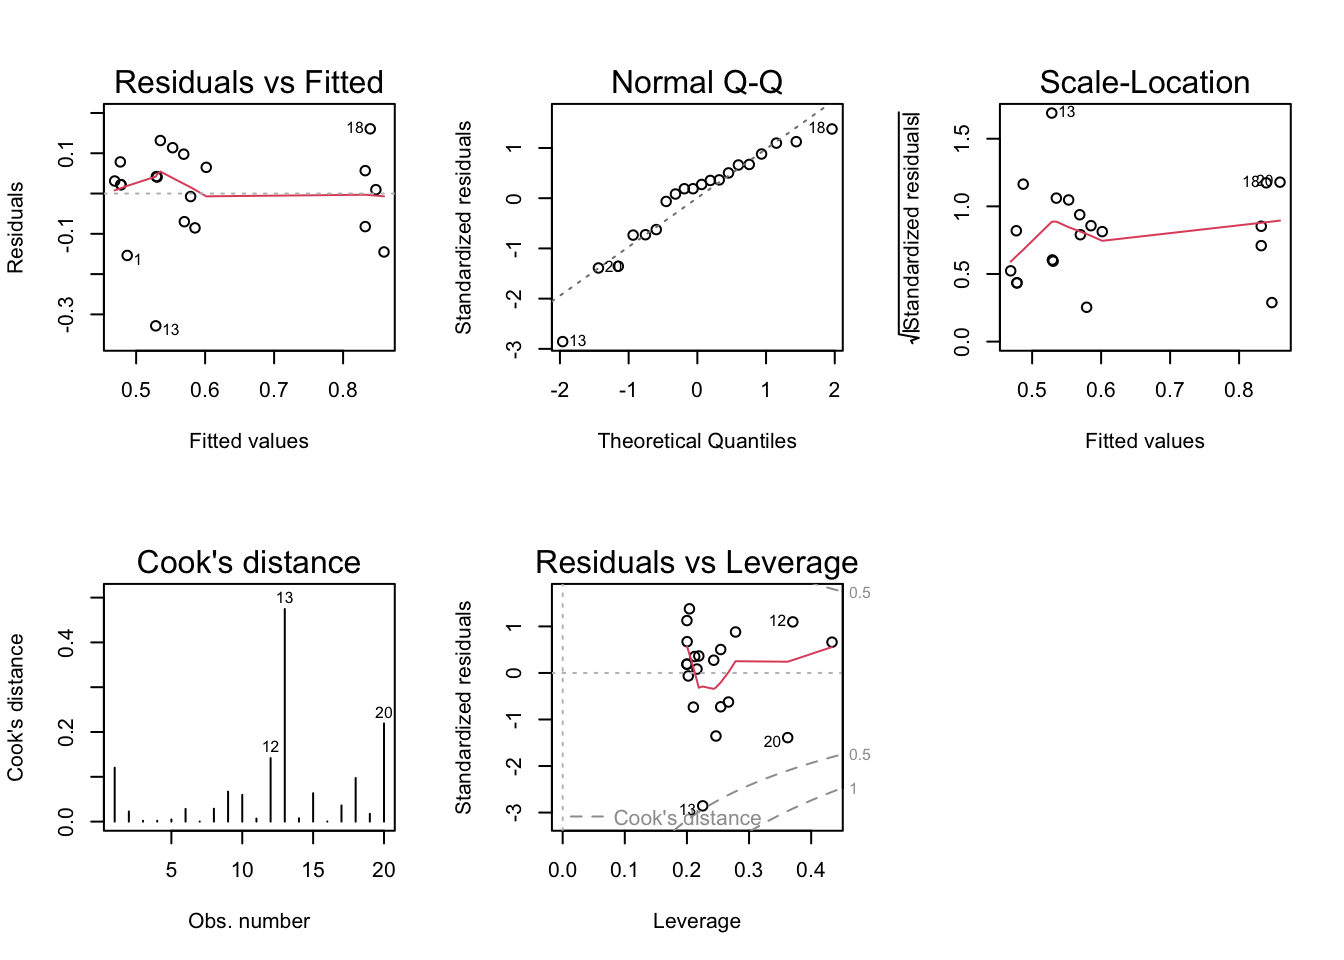 Residuals vs Fitted
Residuals
0.1
-0.1
-0.3
18
1
13
0.5 0.6 0.7 0.8
Fitted values
Normal Q-Q
Standardized residuals
1
0
-1
-2
-3
18
20
1
13
-2 -1 0 1 2
Theoretical Quantiles
Scale-Location
√|Standardized residuals|
1.5
1.0
0.5
0.0
13
18
20
0.5 0.6 0.7 0.8
Fitted values
Cook's distance
Cook's distance
0.4
0.2
0.0
13
20
12
5 10 15 20
Obs. number
Residuals vs Leverage
Standardized residuals
1
0
-1
-2
-3
0.5
12
20
0.5
1
13
Cook's distance
0.0 0.1 0.2 0.3 0.4
Leverage